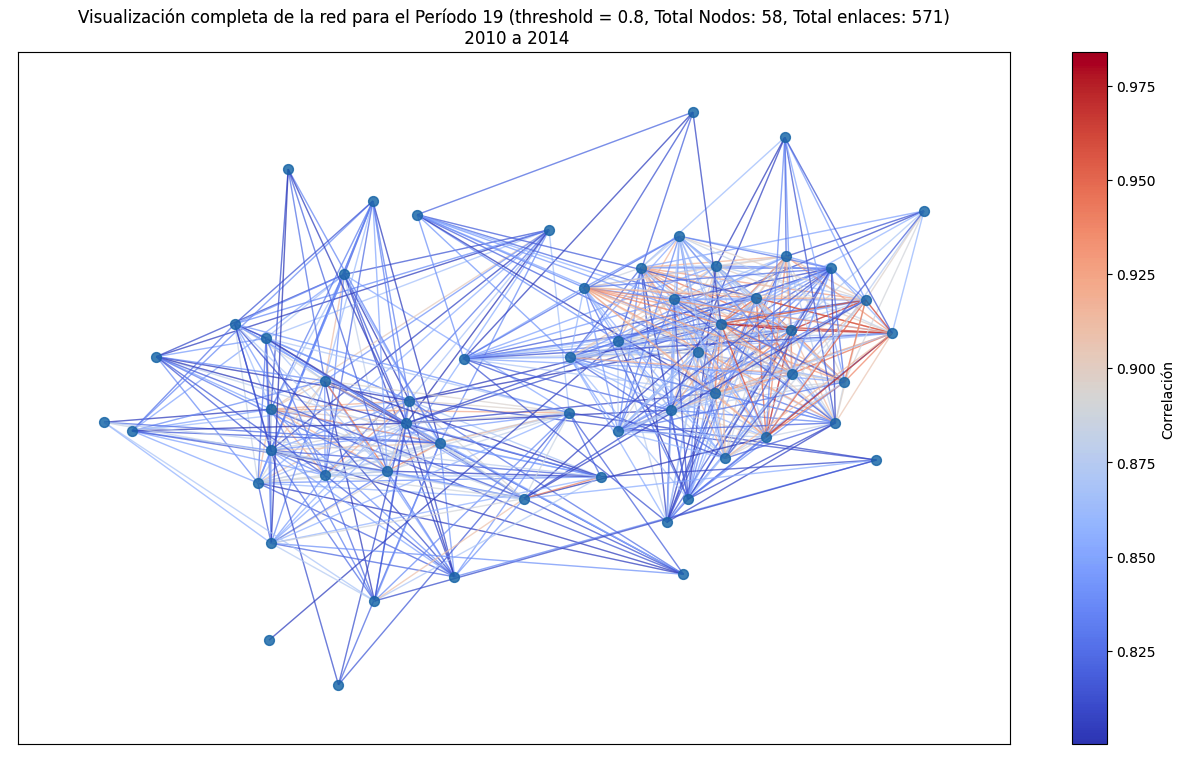 Visualización completa de la red para el Período 19 (threshold = 0.8, Total Nodos: 58, Total enlaces: 571)
2010 a 2014
0.975
0.950
0.925
0.900
0.875
0.850
0.825
Correlación